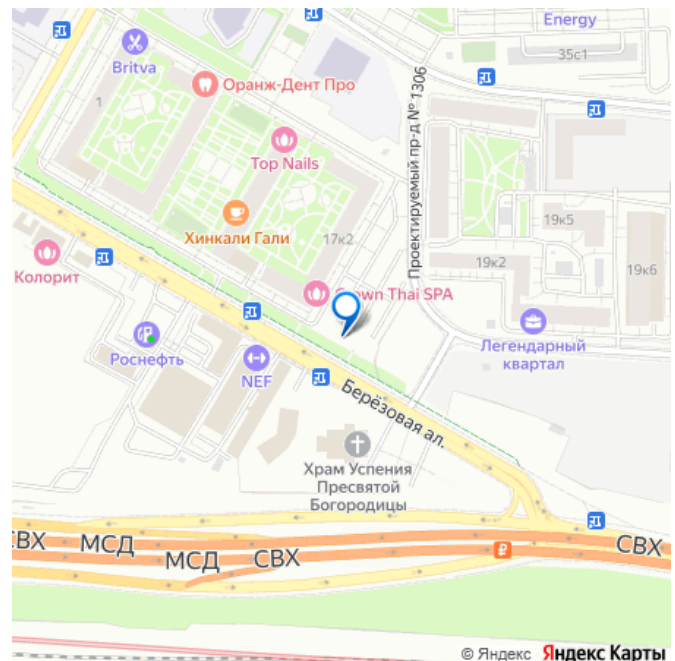 Energy
35с1
Britva
Оранж-Дент Про
1
Проектируемый пр-д № 1306
Top Nails
Хинкали Гали
17к2
19к5
Колорит
19к2
19к6
Crown Thai SPA
Роснефть
Легендарный
квартал
NEF
Берёзовая ал.
Храм Успения
Пресвятой
Богородицы
СВХ
МСД
МСД
СВХ
СВХ
© Яндекс Яндекс Карты